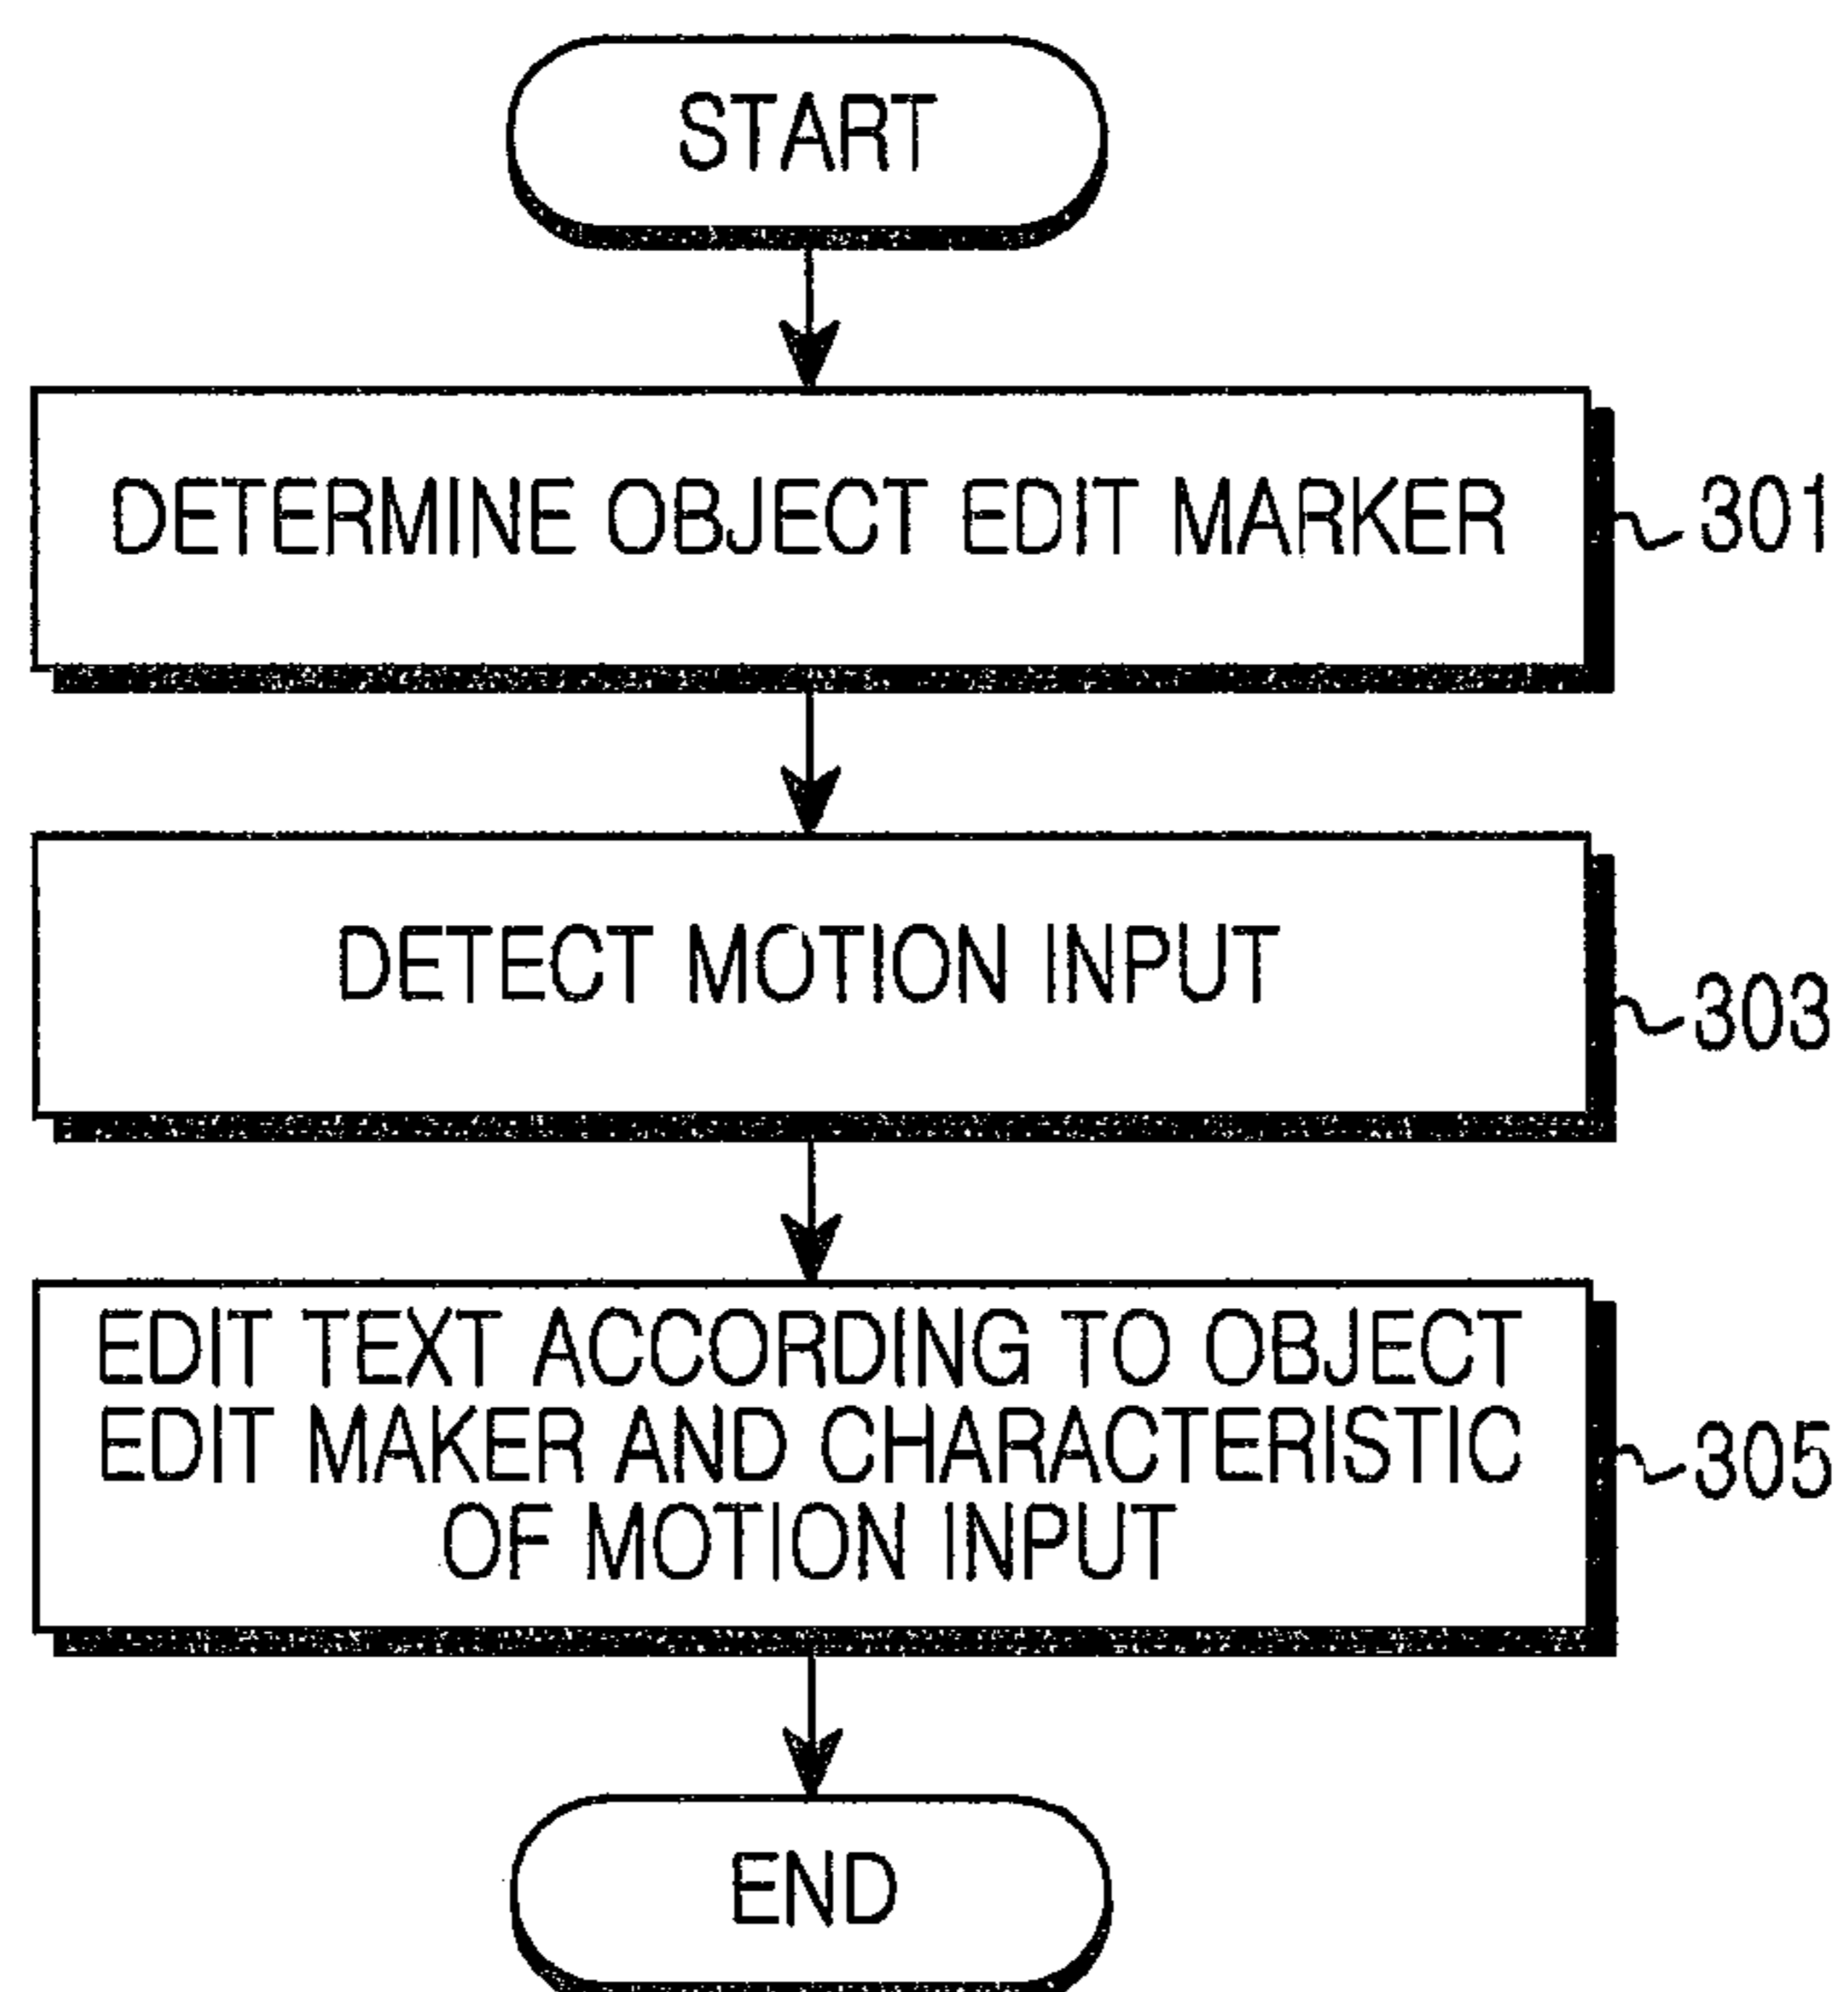 START
DETERMINE OBJECT EDIT MARKER
301
DETECT MOTION INPUT
303
EDIT TEXT ACCORDING TO OBJECT
EDIT MAKER AND CHARACTERISTIC
OF MOTION INPUT
305
END